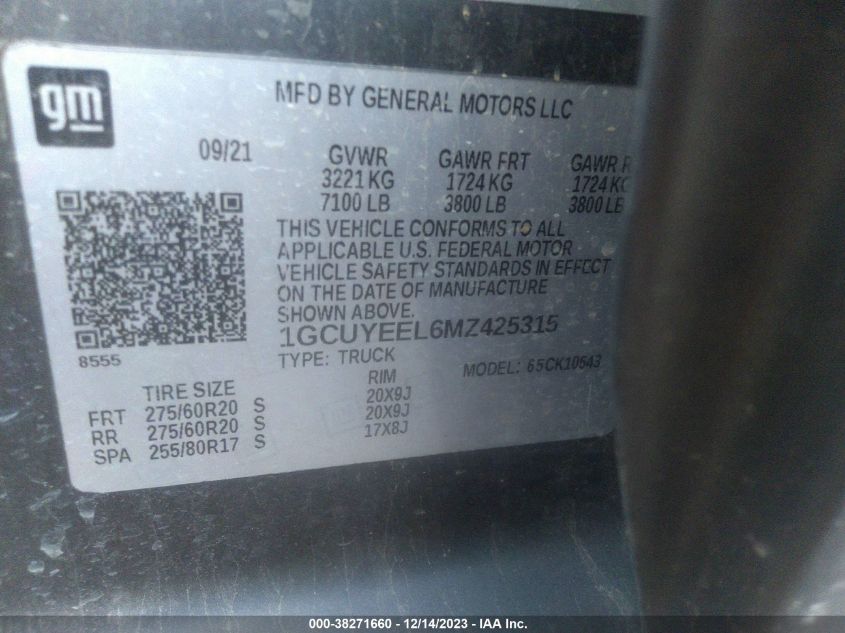 gm
MFD BY GENERAL MOTORS LLC
09/21 GVWR GAWR FRT GAWR R
3221 KG 1724 KG 1724 KG
7100 LB 3800 LB 3800 LB
THIS VEHICLE CONFORMS TO ALL
APPLICABLE U.S. FEDERAL MOTOR
VEHICLE SAFETY STANDARDS IN EFFECT
ON THE DATE OF MANUFACTURE
SHOWN ABOVE.
1GCUYEEL6MZ425315
8555 TYPE: TRUCK MODEL: 65CK10543
TIRE SIZE RIM
FRT 275/60R20 S 20X9J
RR 275/60R20 S 20X9J
SPA 255/80R17 S 17X8J
000-38271660 - 12/14/2023 - IAA Inc.